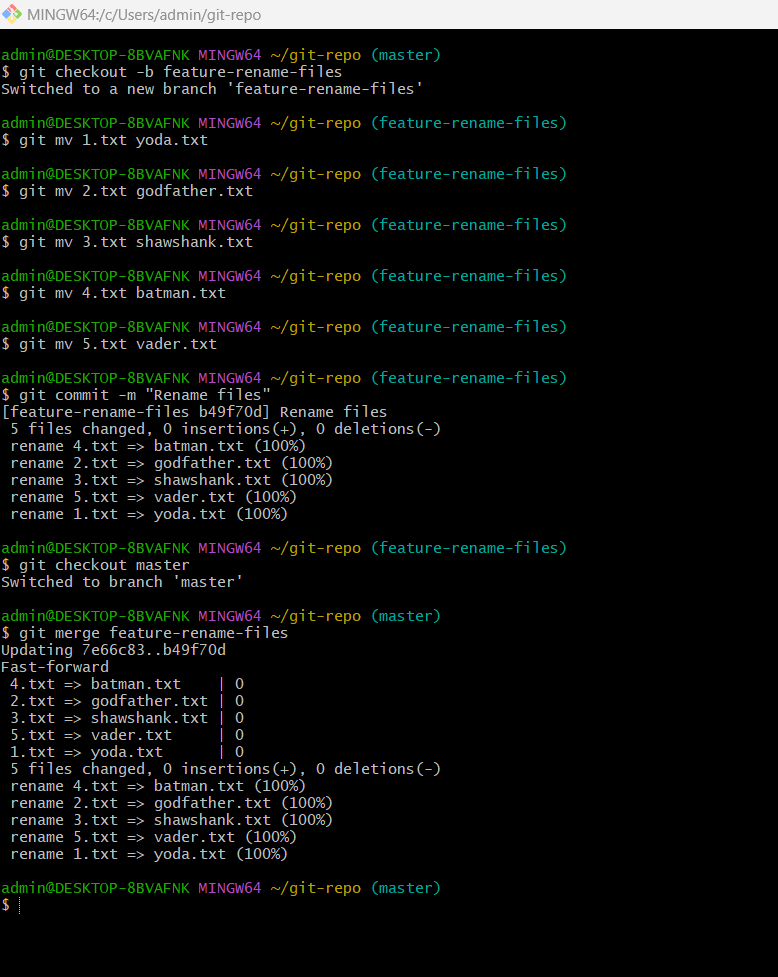 MINGW64:/c/Users/admin/git-repo
admin@DESKTOP-8BVAFNK MINGW64 ~/git-repo (master)
$ git checkout -b feature-rename-files
Switched to a new branch 'feature-rename-files'
admin@DESKTOP-8BVAFNK MINGW64 ~/git-repo (feature-rename-files)
$ git mv 1.txt yoda.txt
admin@DESKTOP-8BVAFNK MINGW64 ~/git-repo (feature-rename-files)
$ git mv 2.txt godfather.txt
admin@DESKTOP-8BVAFNK MINGW64 ~/git-repo (feature-rename-files)
$ git mv 3.txt shawshank.txt
admin@DESKTOP-8BVAFNK MINGW64 ~/git-repo (feature-rename-files)
$ git mv 4.txt batman.txt
admin@DESKTOP-8BVAFNK MINGW64 ~/git-repo (feature-rename-files)
$ git mv 5.txt vader.txt
admin@DESKTOP-8BVAFNK MINGW64 ~/git-repo (feature-rename-files)
$ git commit -m "Rename files"
[feature-rename-files b49f70d] Rename files
 5 files changed, 0 insertions(+), 0 deletions(-)
 rename 4.txt => batman.txt (100%)
 rename 2.txt => godfather.txt (100%)
 rename 3.txt => shawshank.txt (100%)
 rename 5.txt => vader.txt (100%)
 rename 1.txt => yoda.txt (100%)
admin@DESKTOP-8BVAFNK MINGW64 ~/git-repo (feature-rename-files)
$ git checkout master
Switched to branch 'master'
admin@DESKTOP-8BVAFNK MINGW64 ~/git-repo (master)
$ git merge feature-rename-files
Updating 7e66c83..b49f70d
Fast-forward
 4.txt => batman.txt    | 0
 2.txt => godfather.txt | 0
 3.txt => shawshank.txt | 0
 5.txt => vader.txt     | 0
 1.txt => yoda.txt      | 0
 5 files changed, 0 insertions(+), 0 deletions(-)
 rename 4.txt => batman.txt (100%)
 rename 2.txt => godfather.txt (100%)
 rename 3.txt => shawshank.txt (100%)
 rename 5.txt => vader.txt (100%)
 rename 1.txt => yoda.txt (100%)
admin@DESKTOP-8BVAFNK MINGW64 ~/git-repo (master)
$